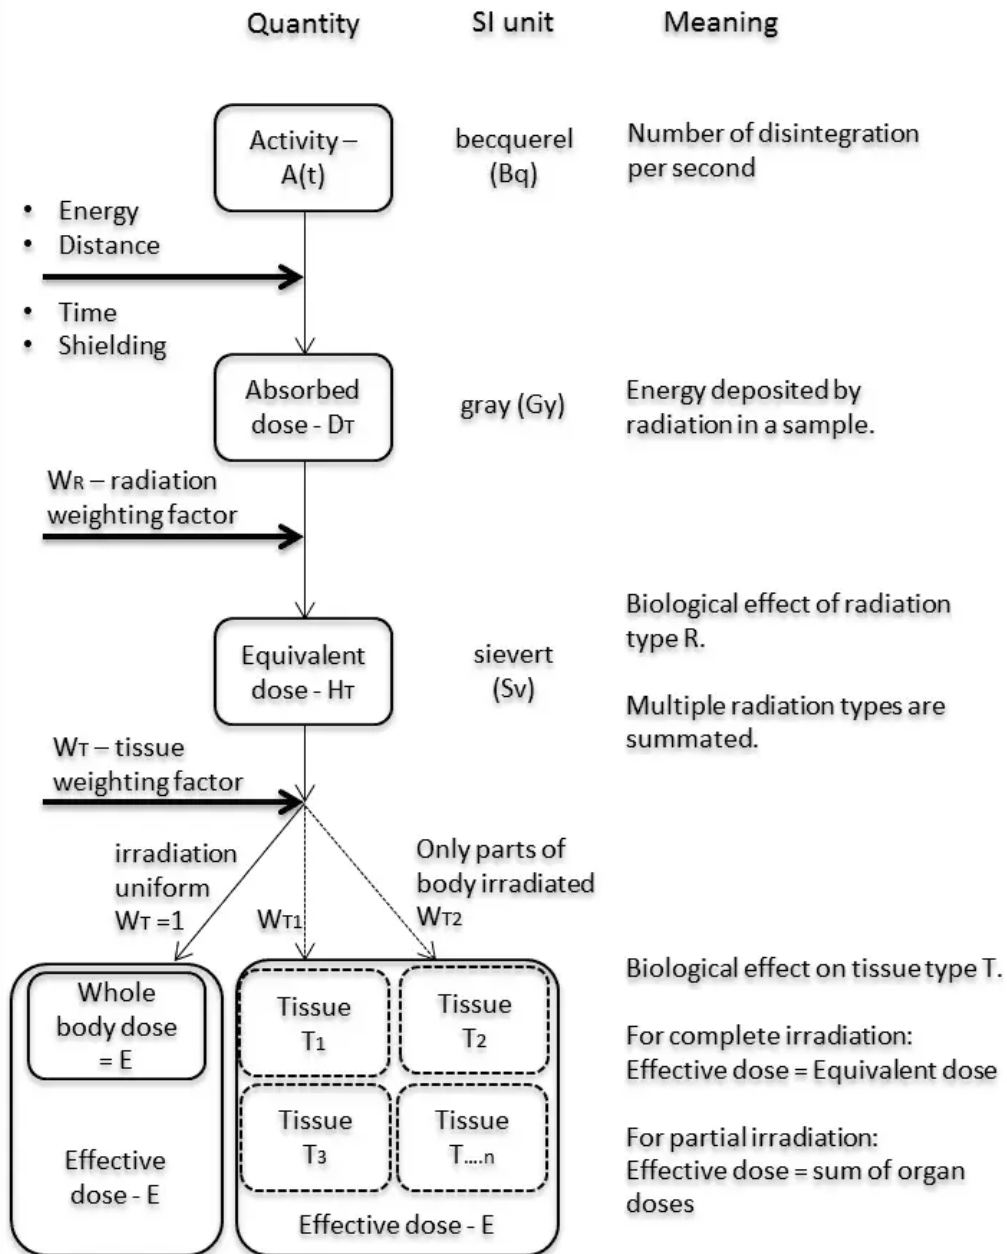 Quantity SI unit Meaning
Activity –
A(t)
becquerel
(Bq)
Number of disintegration
per second
• Energy
• Distance
• Time
• Shielding
Absorbed
dose - DT
gray (Gy)
Energy deposited by
radiation in a sample.
WR – radiation
weighting factor
Equivalent
dose - HT
sievert
(Sv)
Biological effect of radiation
type R.
Multiple radiation types are
summated.
WT – tissue
weighting factor
irradiation
uniform
WT =1
WT1
Only parts of
body irradiated
WT2
Whole
body dose
= E
Effective
dose - E
Tissue
T1
Tissue
T2
Tissue
T3
Tissue
T....n
Effective dose - E
Biological effect on tissue type T.
For complete irradiation:
Effective dose = Equivalent dose
For partial irradiation:
Effective dose = sum of organ
doses